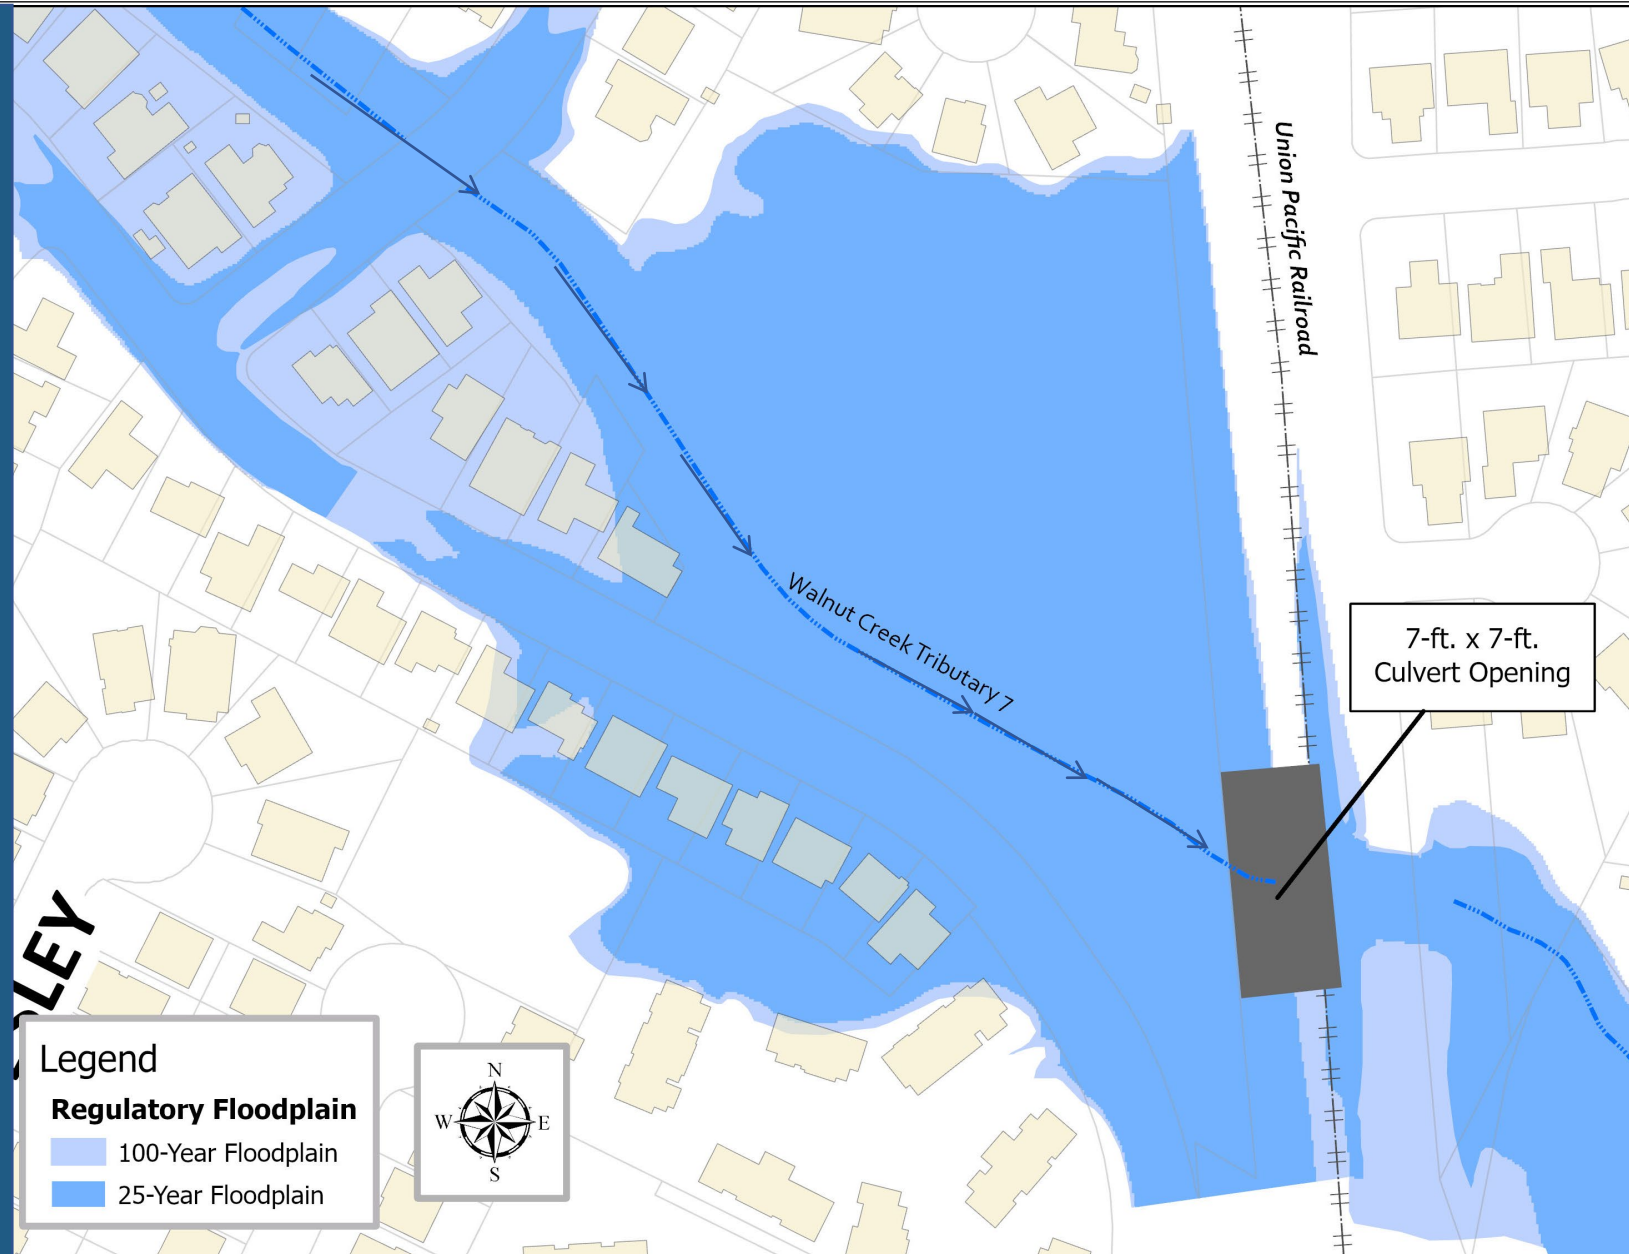 Union Pacific Railroad
7-ft. x 7-ft.
Culvert Opening
Walnut Creek Tributary 7
Legend
Regulatory Floodplain
100-Year Floodplain
25-Year Floodplain
N
W E
S